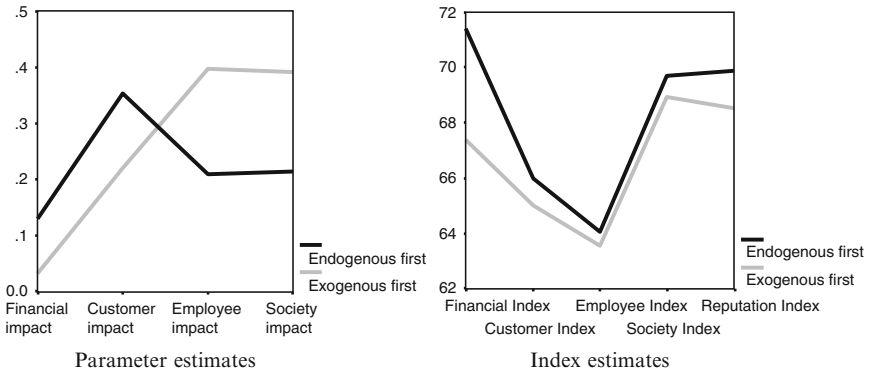 .5
.4
.3
.2
.1
0.0
Financial impact
Customer impact
Employee impact
Society impact
Endogenous first
Exogenous first
Parameter estimates
72
70
68
66
64
62
Financial Index
Employee Index
Reputation Index
Customer Index
Society Index
Endogenous first
Exogenous first
Index estimates